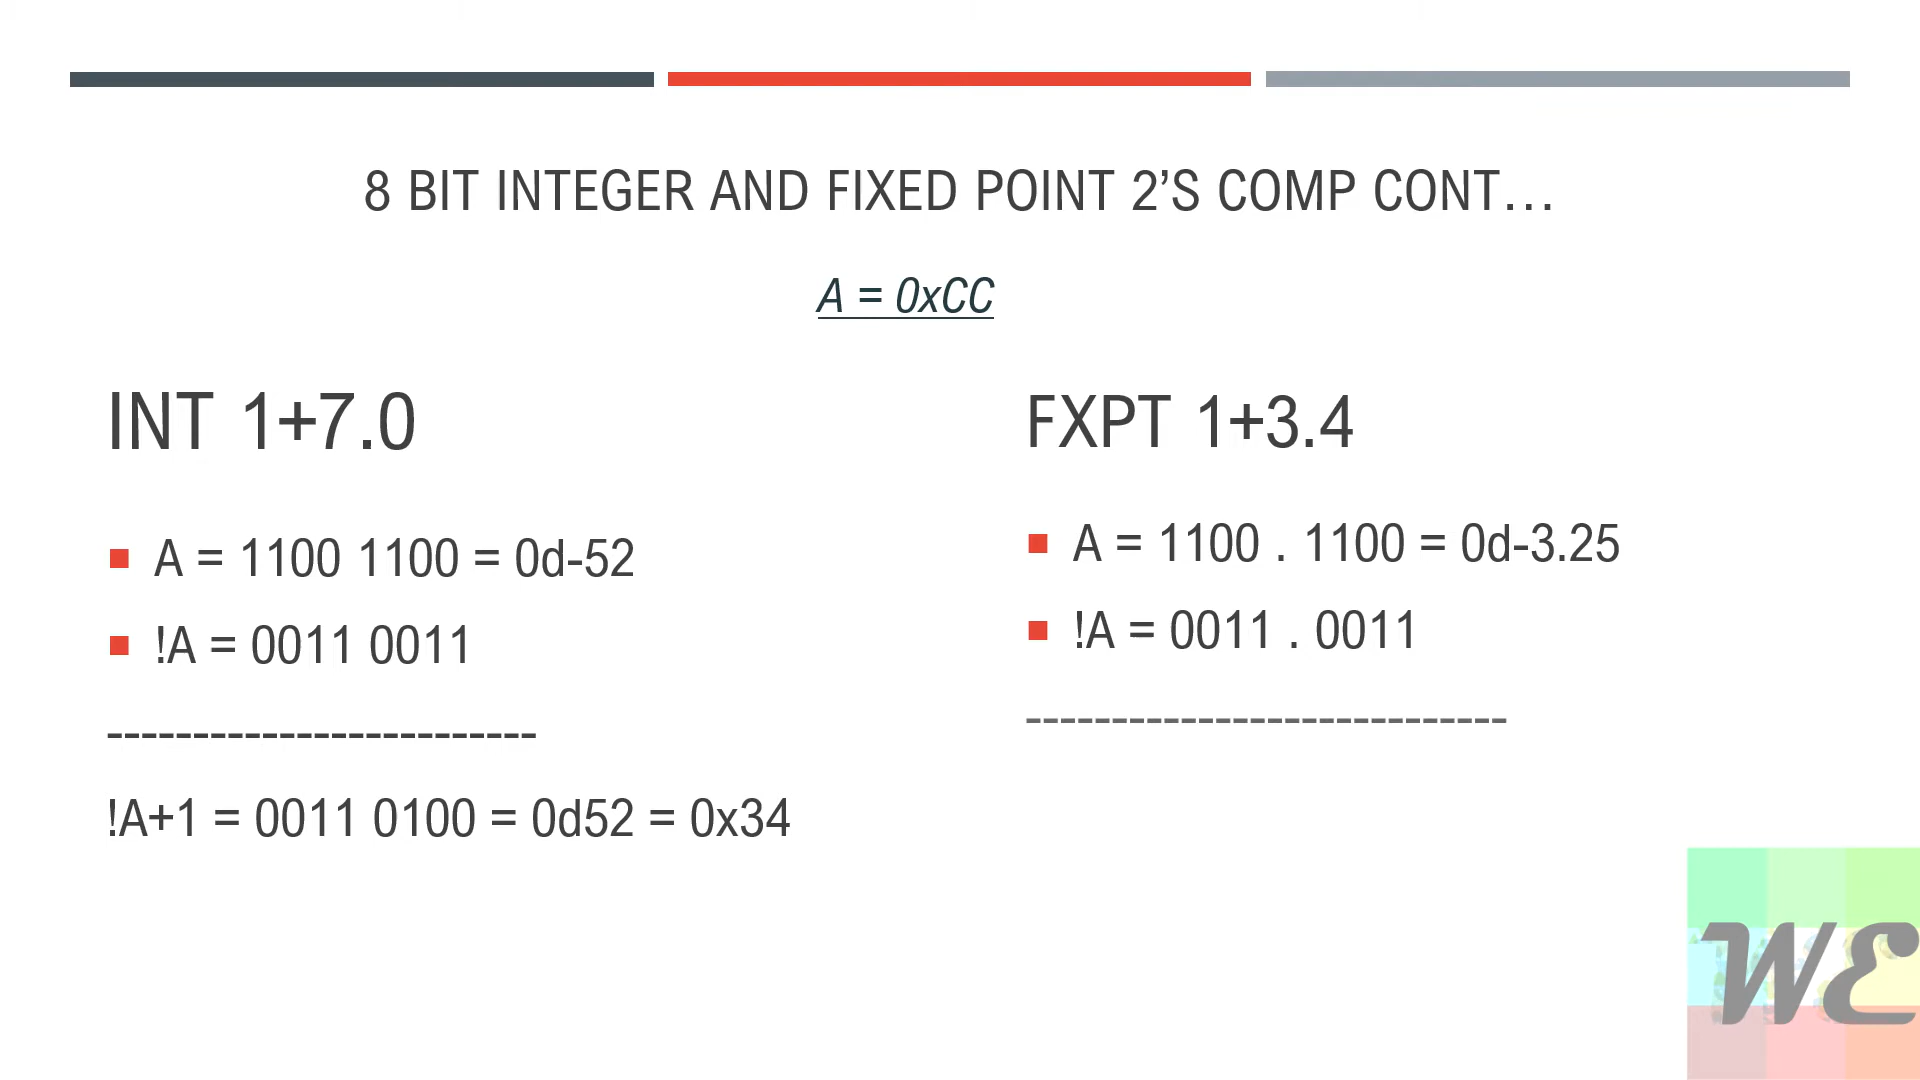 8 BIT INTEGER AND FIXED POINT 2’S COMP CONT…
A = 0xCC
INT 1+7.0
A = 1100 1100 = 0d-52
!A = 0011 0011
-------------------------
!A+1 = 0011 0100 = 0d52 = 0x34
FXPT 1+3.4
A = 1100 . 1100 = 0d-3.25
!A = 0011 . 0011
----------------------------
WE